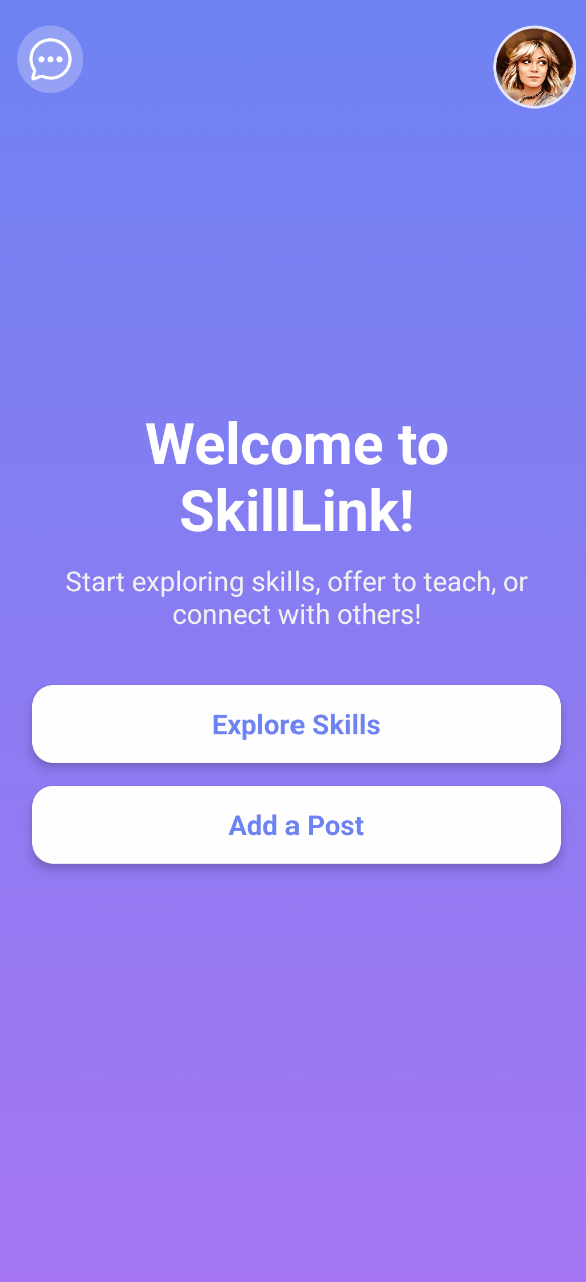 Welcome to
SkillLink!
Start exploring skills, offer to teach, or
connect with others!
Explore Skills
Add a Post